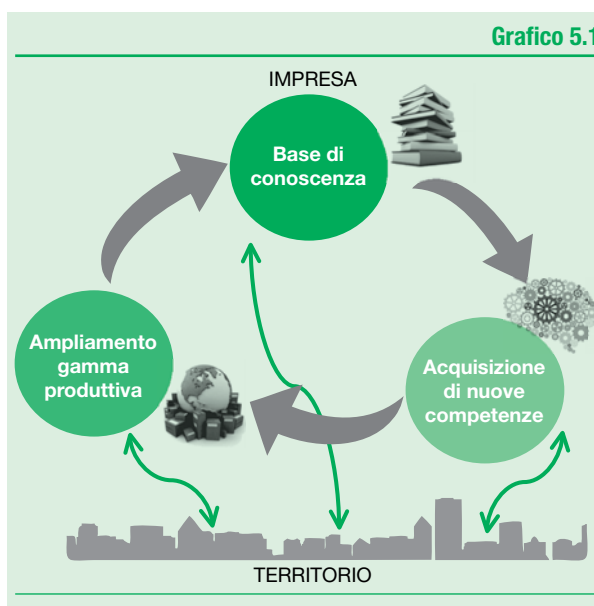 Grafico 5.1
IMPRESA
Base di
conoscenza
Ampliamento
gamma
produttiva
Acquisizione
di nuove
competenze
TERRITORIO